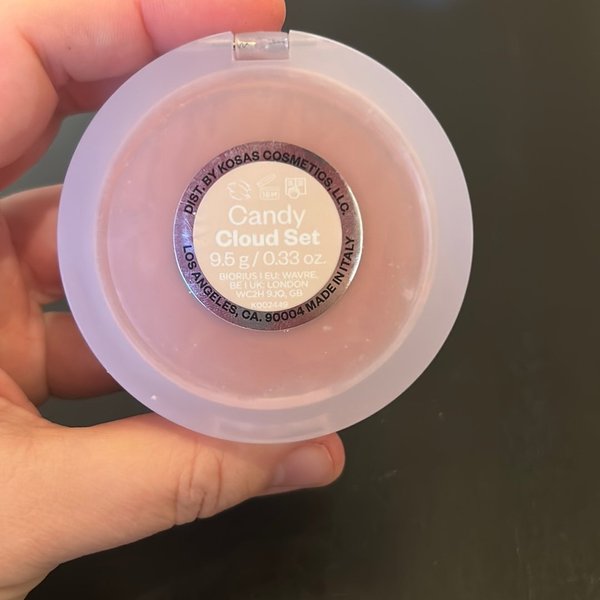 DIST. BY KOSAS COSMETICS, LLC.
Candy
Cloud Set
9.5 g / 0.33 oz.
BIORIUS I EU: WAVRE,
BE I UK: LONDON
WC2H 9JQ, GB
LOS ANGELES, CA. 90004 MADE IN ITALY